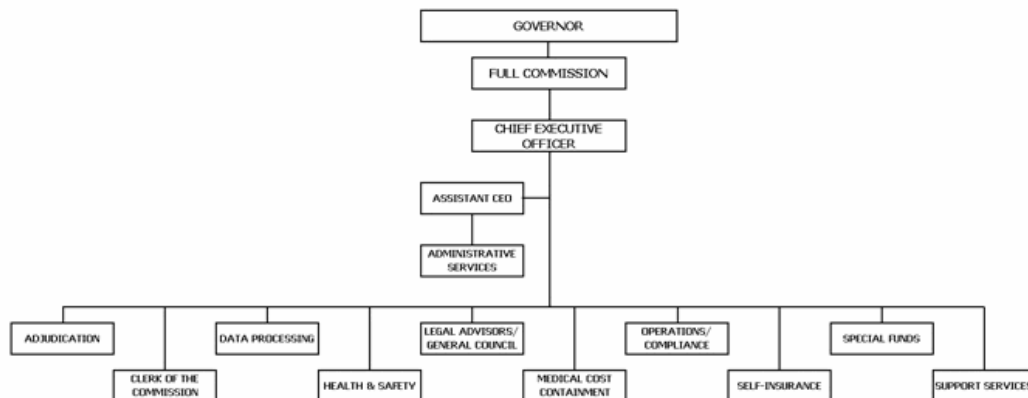 GOVERNOR
FULL COMMISSION
CHIEF EXECUTIVE
OFFICER
ASSISTANT CEO
ADMINISTRATIVE
SERVICES
ADJUDICATION
DATA PROCESSING
LEGAL ADVISORS/
GENERAL COUNCIL
OPERATIONS/
COMPLIANCE
SPECIAL FUNDS
CLERK OF THE
COMMISSION
HEALTH & SAFETY
MEDICAL COST
CONTAINMENT
SELF-INSURANCE
SUPPORT SERVICES